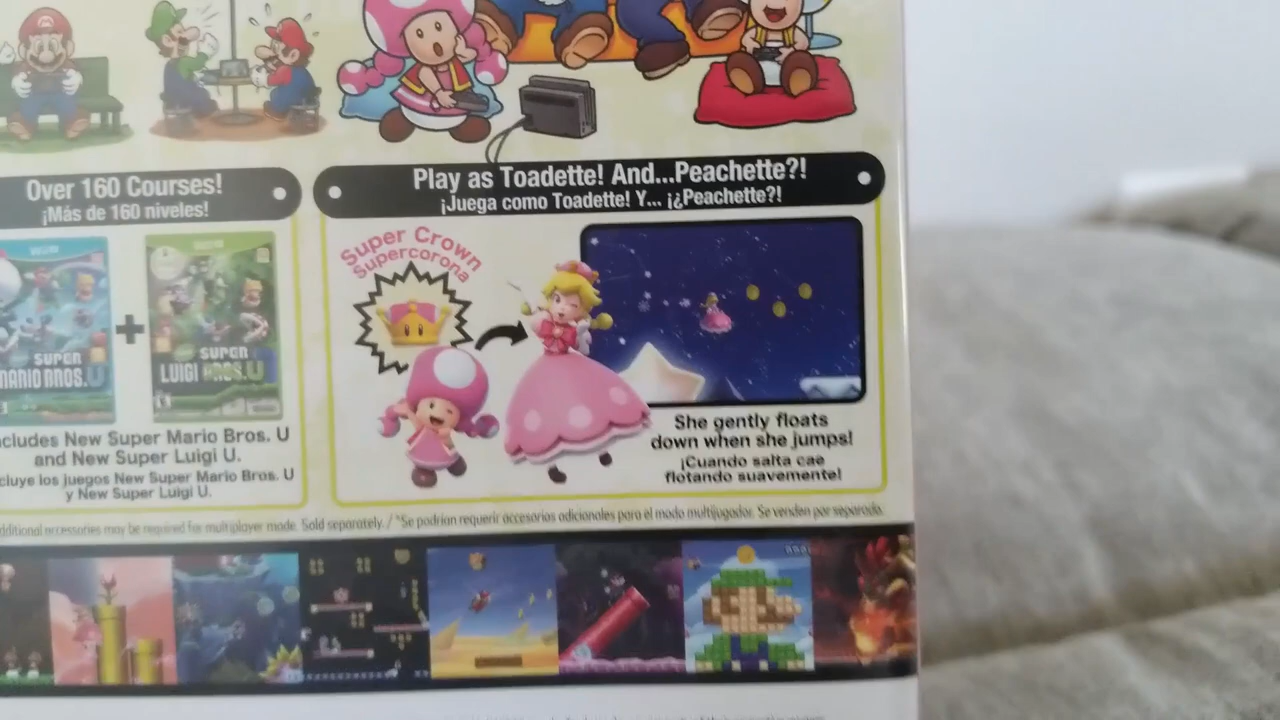 Over 160 Courses!
¡Más de 160 niveles!
SUPER
MARIO BROS.U
+
SUPER
LUIGI BROS.U
ncludes New Super Mario Bros. U
and New Super Luigi U.
cluye los juegos New Super Mario Bros. U
y New Super Luigi U.
Play as Toadette! And...Peachette?!
¡Juega como Toadette! Y... ¡¿Peachette?!
Super Crown
Supercorona
She gently floats
down when she jumps!
¡Cuando salta cae
flotando suavemente!
dditional accessories may be required for multiplayer mode. Sold separately. / *Se podrían requerir accesorios adicionales para el modo multijugador. Se venden por separado.